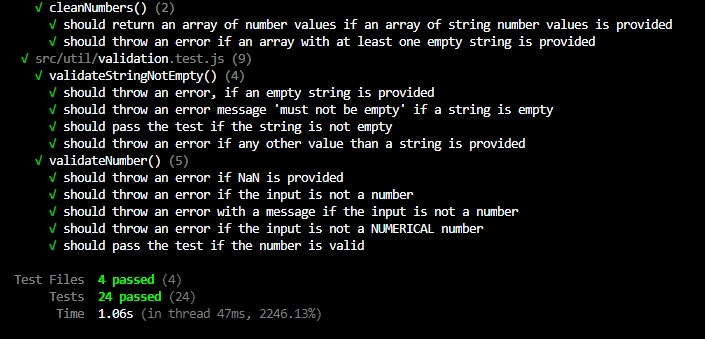 √ cleanNumbers() (2)
√ should return an array of number values if an array of string number values is provided
√ should throw an error if an array with at least one empty string is provided
√ src/util/validation.test.js (9)
√ validateStringNotEmpty() (4)
√ should throw an error, if an empty string is provided
√ should throw an error message 'must not be empty' if a string is empty
√ should pass the test if the string is not empty
√ should throw an error if any other value than a string is provided
√ validateNumber() (5)
√ should throw an error if NaN is provided
√ should throw an error if the input is not a number
√ should throw an error with a message if the input is not a number
√ should throw an error if the input is not a NUMERICAL number
√ should pass the test if the number is valid
Test Files 4 passed (4)
Tests 24 passed (24)
Time 1.06s (in thread 47ms, 2246.13%)